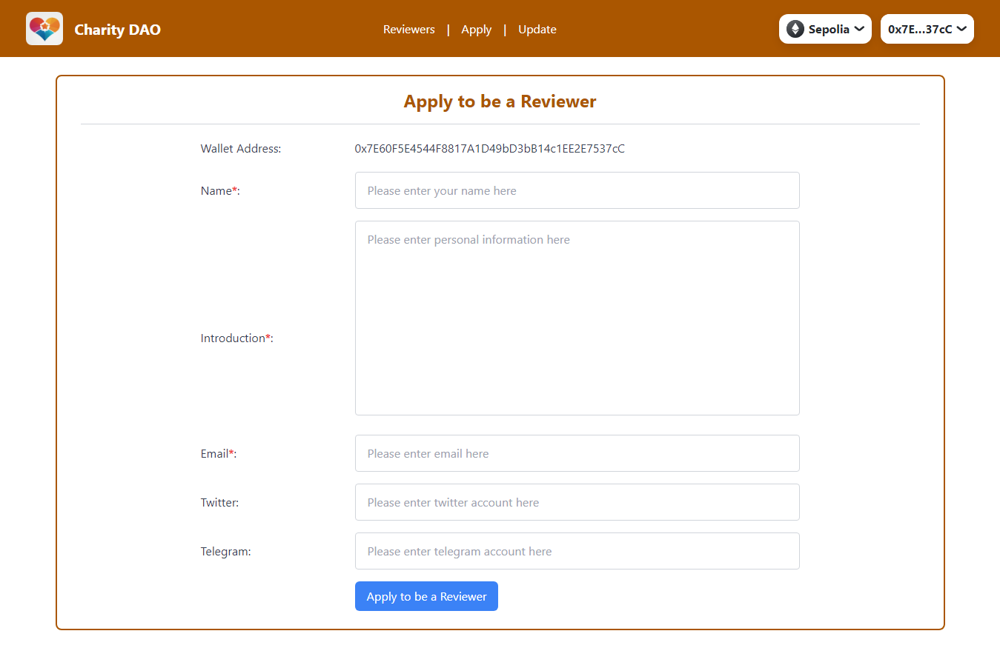 Charity DAO
Reviewers | Apply | Update
Sepolia
0x7E...37cC
Apply to be a Reviewer
Wallet Address: 0x7E60F5E4544F8817A1D49bD3bB14c1EE2E7537cC
Name*: Please enter your name here
Please enter personal information here
Introduction*:
Email*: Please enter email here
Twitter: Please enter twitter account here
Telegram: Please enter telegram account here
Apply to be a Reviewer